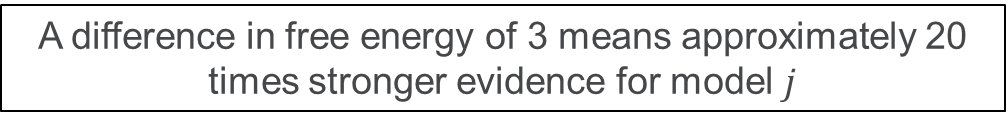 A difference in free energy of 3 means approximately 20
times stronger evidence for model j